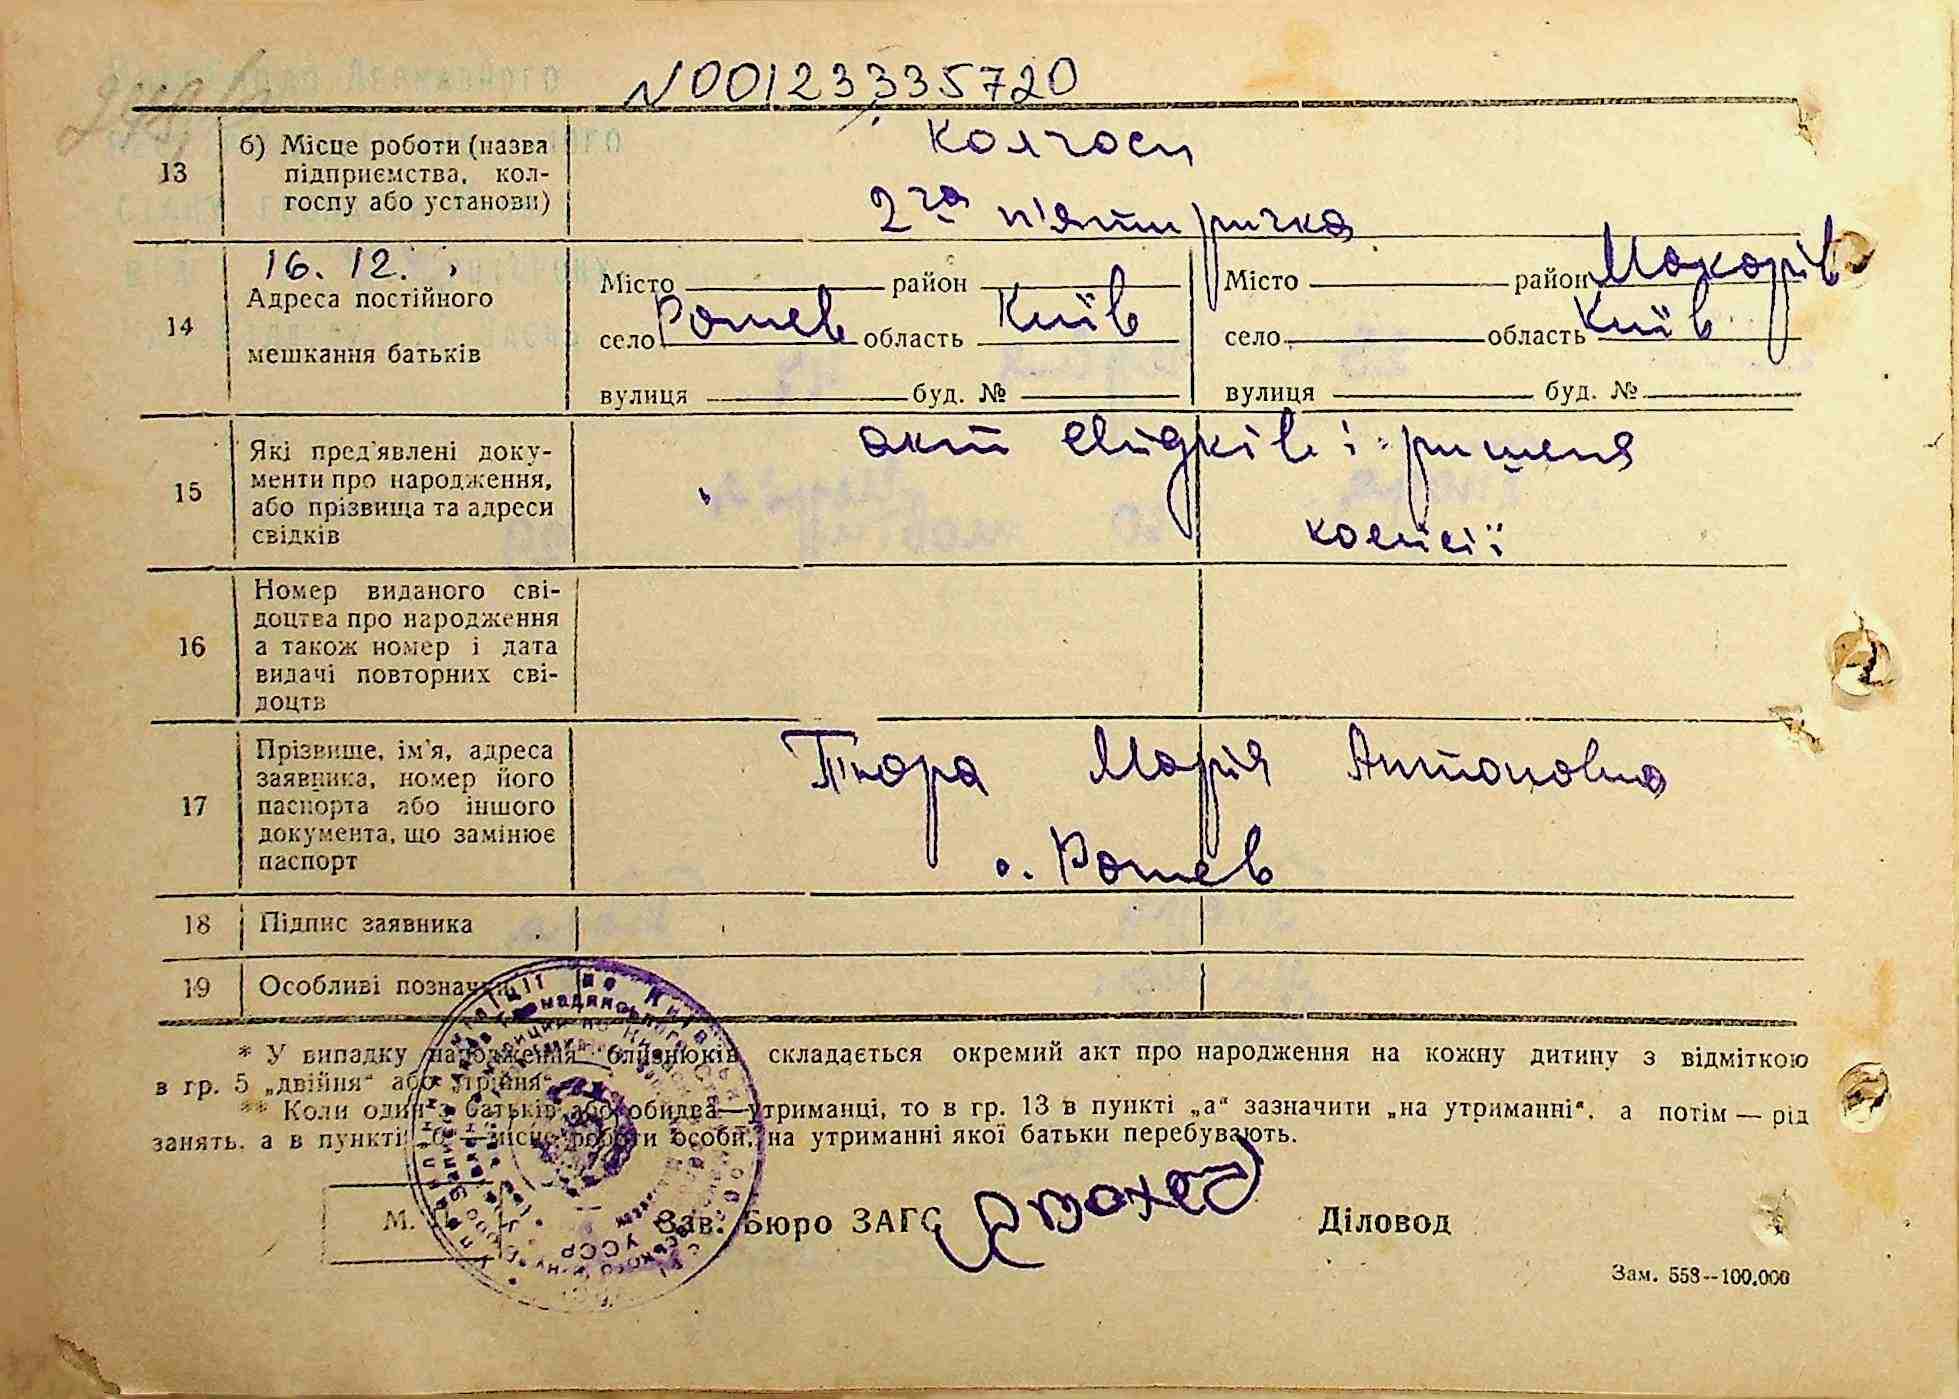 N00123335720
13
б) Місце роботи (назва
підприємства, кол-
госпу або установи)
Колгосп
2га п'ятирічка
14
16. 12.
Адреса постійного
мешкання батьків
Місто район
село Рожев область Київ
вулиця буд. №
Місто район Макарів
село область Київ
вулиця буд. №
15
Які пред'явлені доку-
менти про народження,
або прізвища та адреси
свідків
акт свидків і ришеня
комісії
16
Номер виданого сві-
доцтва про народження
а також номер і дата
видачі повторних сві-
доцтв
17
Прізвище, ім'я, адреса
заявника, номер його
паспорта або іншого
документа, що замінює
паспорт
Марія Антоновна
с. Рожев
18 Підпис заявника
19 Особливі позначки
* У випадку народження близнюків складається окремий акт про народження на кожну дитину з відміткою
в гр. 5 „двійня“ або „трійня“.
** Коли один з батьків або обидва—утриманці, то в гр. 13 в пункті „а“ зазначити „на утриманні“, а потім — рід
занять, а в пункті „б“—місце роботи особи, на утриманні якої батьки перебувають.
М. П.
Зав. Бюро ЗАГС
Діловод
Зам. 558--100.000